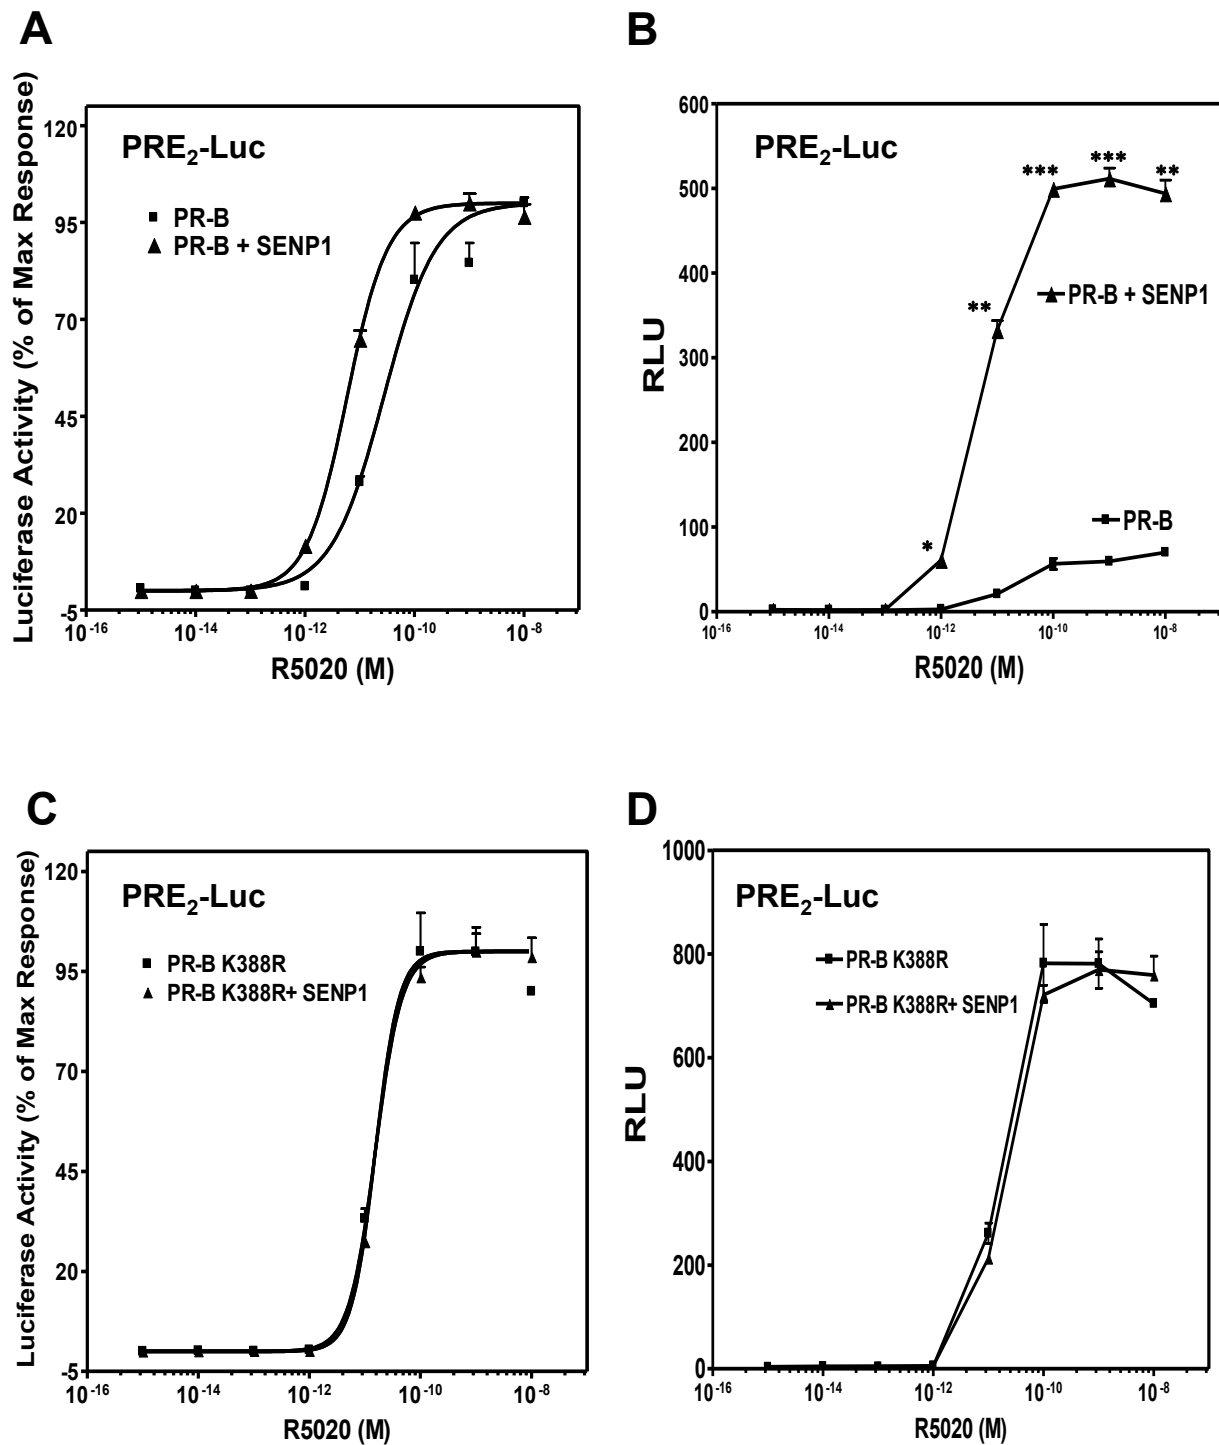 A
Luciferase Activity (% of Max Response)
120
95
70
45
20
-5
PRE2-Luc
PR-B
PR-B + SENP1
10-16
10-14
10-12
10-10
10-8
R5020 (M)
B
RLU
600
500
400
300
200
100
0
PRE2-Luc
*
**
***
***
**
PR-B + SENP1
PR-B
10-16
10-14
10-12
10-10
10-8
R5020 (M)
C
Luciferase Activity (% of Max Response)
120
95
70
45
20
-5
PRE2-Luc
PR-B K388R
PR-B K388R+ SENP1
10-16
10-14
10-12
10-10
10-8
R5020 (M)
D
RLU
1000
800
600
400
200
0
PRE2-Luc
PR-B K388R
PR-B K388R+ SENP1
10-16
10-14
10-12
10-10
10-8
R5020 (M)